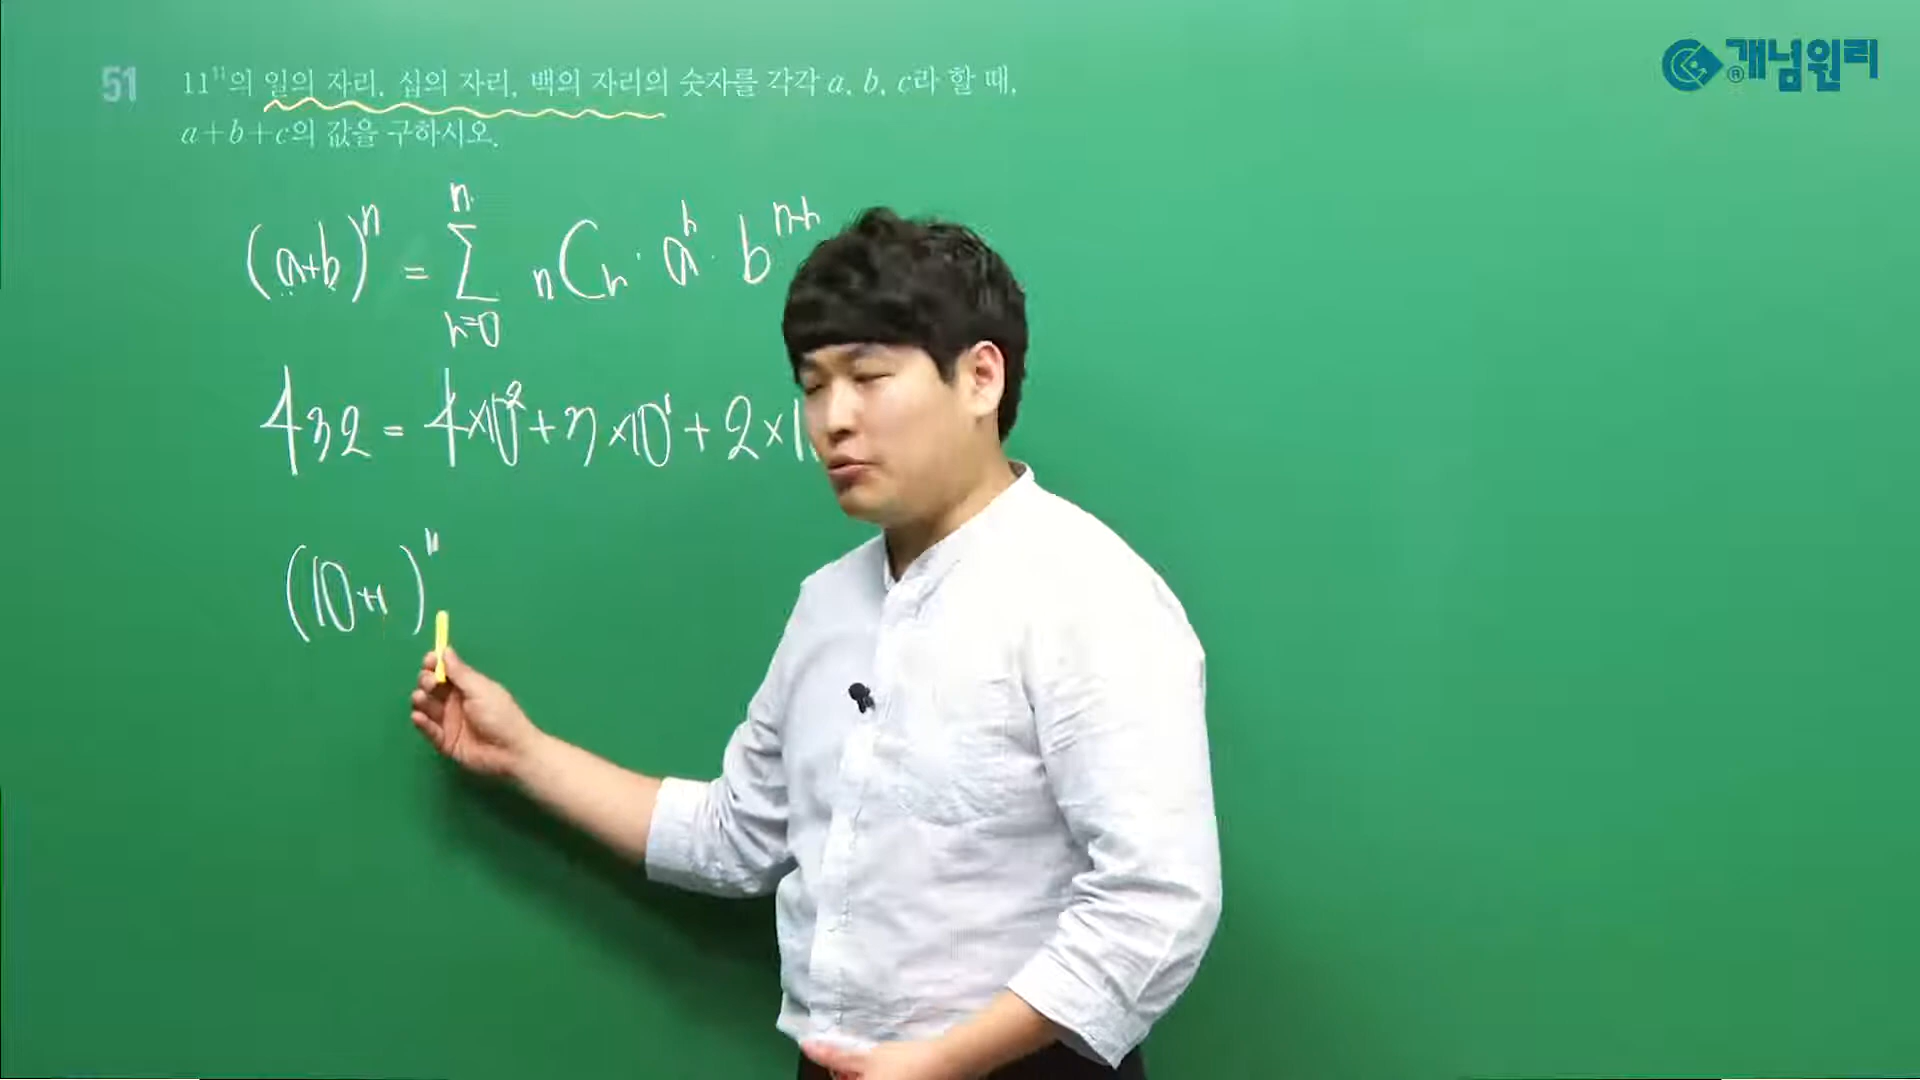 개념원리®
51 11¹¹의 일의 자리, 십의 자리, 백의 자리의 숫자를 각각 a, b, c라 할 때,
a+b+c의 값을 구하시오.
(a+b)ⁿ = Σ r=0 n nCr · aʳ · bⁿ⁻ʳ
432 = 4×10² + 3×10¹ + 2×1
(10+1)¹¹